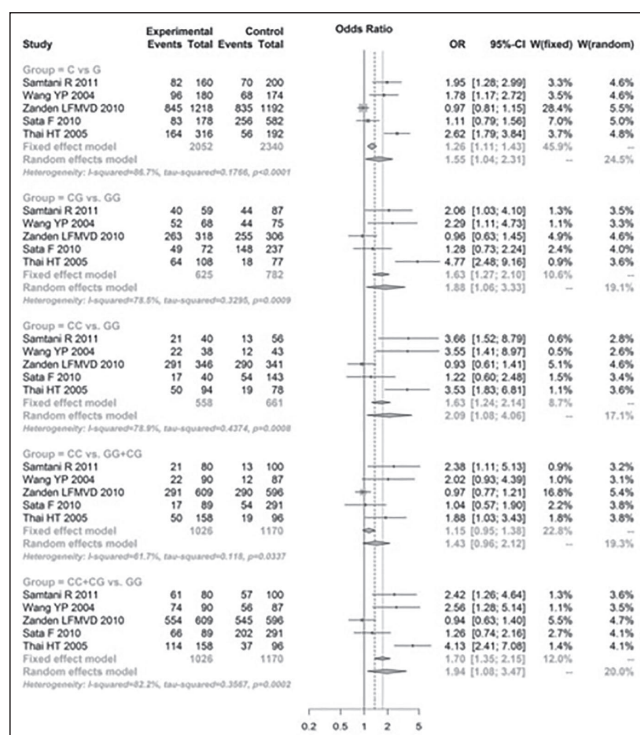 Experimental Control Odds Ratio
Study Events Total Events Total OR 95%-CI W(fixed) W(random)
Group = C vs G
Samtani R 2011 82 160 70 200 1.95 [1.28; 2.99] 3.3% 4.6%
Wang YP 2004 96 180 68 174 1.78 [1.17; 2.72] 3.5% 4.6%
Zanden LFMVD 2010 845 1218 835 1192 0.97 [0.81; 1.15] 28.4% 5.5%
Sata F 2010 83 178 256 582 1.11 [0.79; 1.56] 7.0% 5.0%
Thai HT 2005 164 316 56 192 2.62 [1.79; 3.84] 3.7% 4.8%
Fixed effect model 2052 2340 1.26 [1.11; 1.43] 45.9% --
Random effects model 1.55 [1.04; 2.31] -- 24.5%
Heterogeneity: I-squared=86.7%, tau-squared=0.1766, p<0.0001
Group = CG vs. GG
Samtani R 2011 40 59 44 87 2.06 [1.03; 4.10] 1.3% 3.5%
Wang YP 2004 52 68 44 75 2.29 [1.11; 4.73] 1.1% 3.3%
Zanden LFMVD 2010 263 318 255 306 0.96 [0.63; 1.45] 4.9% 4.6%
Sata F 2010 49 72 148 237 1.28 [0.73; 2.24] 2.4% 4.0%
Thai HT 2005 64 108 18 77 4.77 [2.48; 9.16] 0.9% 3.6%
Fixed effect model 625 782 1.63 [1.27; 2.10] 10.6% --
Random effects model 1.88 [1.06; 3.33] -- 19.1%
Heterogeneity: I-squared=78.5%, tau-squared=0.3295, p=0.0009
Group = CC vs. GG
Samtani R 2011 21 40 13 56 3.66 [1.52; 8.79] 0.6% 2.8%
Wang YP 2004 22 38 12 43 3.55 [1.41; 8.97] 0.5% 2.6%
Zanden LFMVD 2010 291 346 290 341 0.93 [0.61; 1.41] 5.1% 4.6%
Sata F 2010 17 40 54 143 1.22 [0.60; 2.48] 1.5% 3.4%
Thai HT 2005 50 94 19 78 3.53 [1.83; 6.81] 1.1% 3.6%
Fixed effect model 558 661 1.63 [1.24; 2.14] 8.7% --
Random effects model 2.09 [1.08; 4.06] -- 17.1%
Heterogeneity: I-squared=78.9%, tau-squared=0.4374, p=0.0008
Group = CC vs. GG+CG
Samtani R 2011 21 80 13 100 2.38 [1.11; 5.13] 0.9% 3.2%
Wang YP 2004 22 90 12 87 2.02 [0.93; 4.39] 1.0% 3.1%
Zanden LFMVD 2010 291 609 290 596 0.97 [0.77; 1.21] 16.8% 5.4%
Sata F 2010 17 89 54 291 1.04 [0.57; 1.90] 2.2% 3.8%
Thai HT 2005 50 158 19 96 1.88 [1.03; 3.43] 1.8% 3.8%
Fixed effect model 1026 1170 1.15 [0.95; 1.38] 22.8% --
Random effects model 1.43 [0.96; 2.12] -- 19.3%
Heterogeneity: I-squared=61.7%, tau-squared=0.118, p=0.0337
Group = CC+CG vs. GG
Samtani R 2011 61 80 57 100 2.42 [1.26; 4.64] 1.3% 3.6%
Wang YP 2004 74 90 56 87 2.56 [1.28; 5.14] 1.1% 3.5%
Zanden LFMVD 2010 554 609 545 596 0.94 [0.63; 1.40] 5.5% 4.7%
Sata F 2010 66 89 202 291 1.26 [0.74; 2.16] 2.7% 4.1%
Thai HT 2005 114 158 37 96 4.13 [2.41; 7.08] 1.4% 4.1%
Fixed effect model 1026 1170 1.70 [1.35; 2.15] 12.0% --
Random effects model 1.94 [1.08; 3.47] -- 20.0%
Heterogeneity: I-squared=82.2%, tau-squared=0.3567, p=0.0002
0.2 0.5 1 2 5